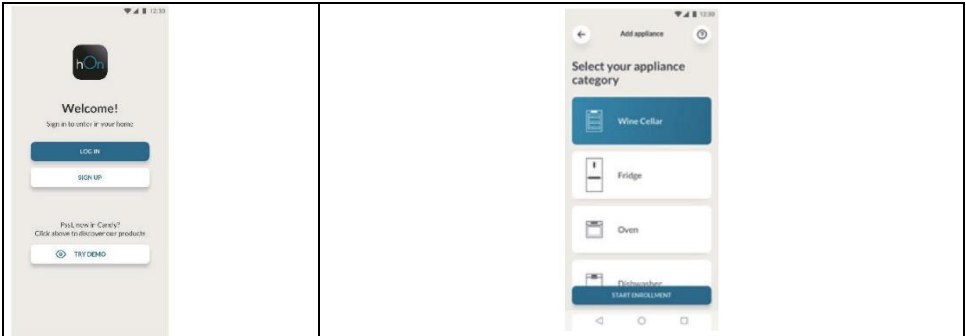 12:30
hOn
Welcome!
Sign in to enter in your home
LOG IN
SIGN UP
Psst, new in Candy?
Click above to discover our products
TRY DEMO
12:30
Add appliance
?
Select your appliance
category
Wine Cellar
Fridge
Oven
Dishwasher
START ENROLLMENT